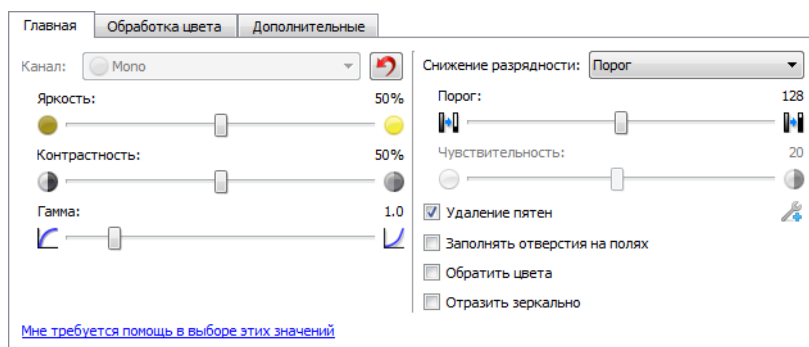 Главная Обработка цвета Дополнительные
Канал: Mono
Яркость: 50%
Контрастность: 50%
Гамма: 1.0
Мне требуется помощь в выборе этих значений
Снижение разрядности: Порог
Порог: 128
Чувствительность: 20
Удаление пятен
Заполнять отверстия на полях
Обратить цвета
Отразить зеркально